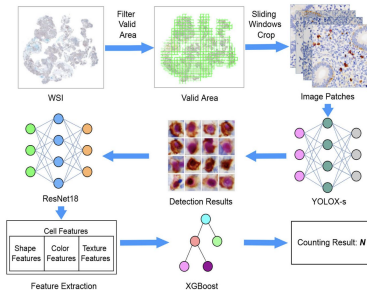 Filter
Valid
Area
Sliding
Windows
Crop
WSI
Valid Area
Image Patches
ResNet18
Detection Results
YOLOX-s
Cell Features
Shape
Features
Color
Features
Texture
Features
Counting Result: N
Feature Extraction
XGBoost